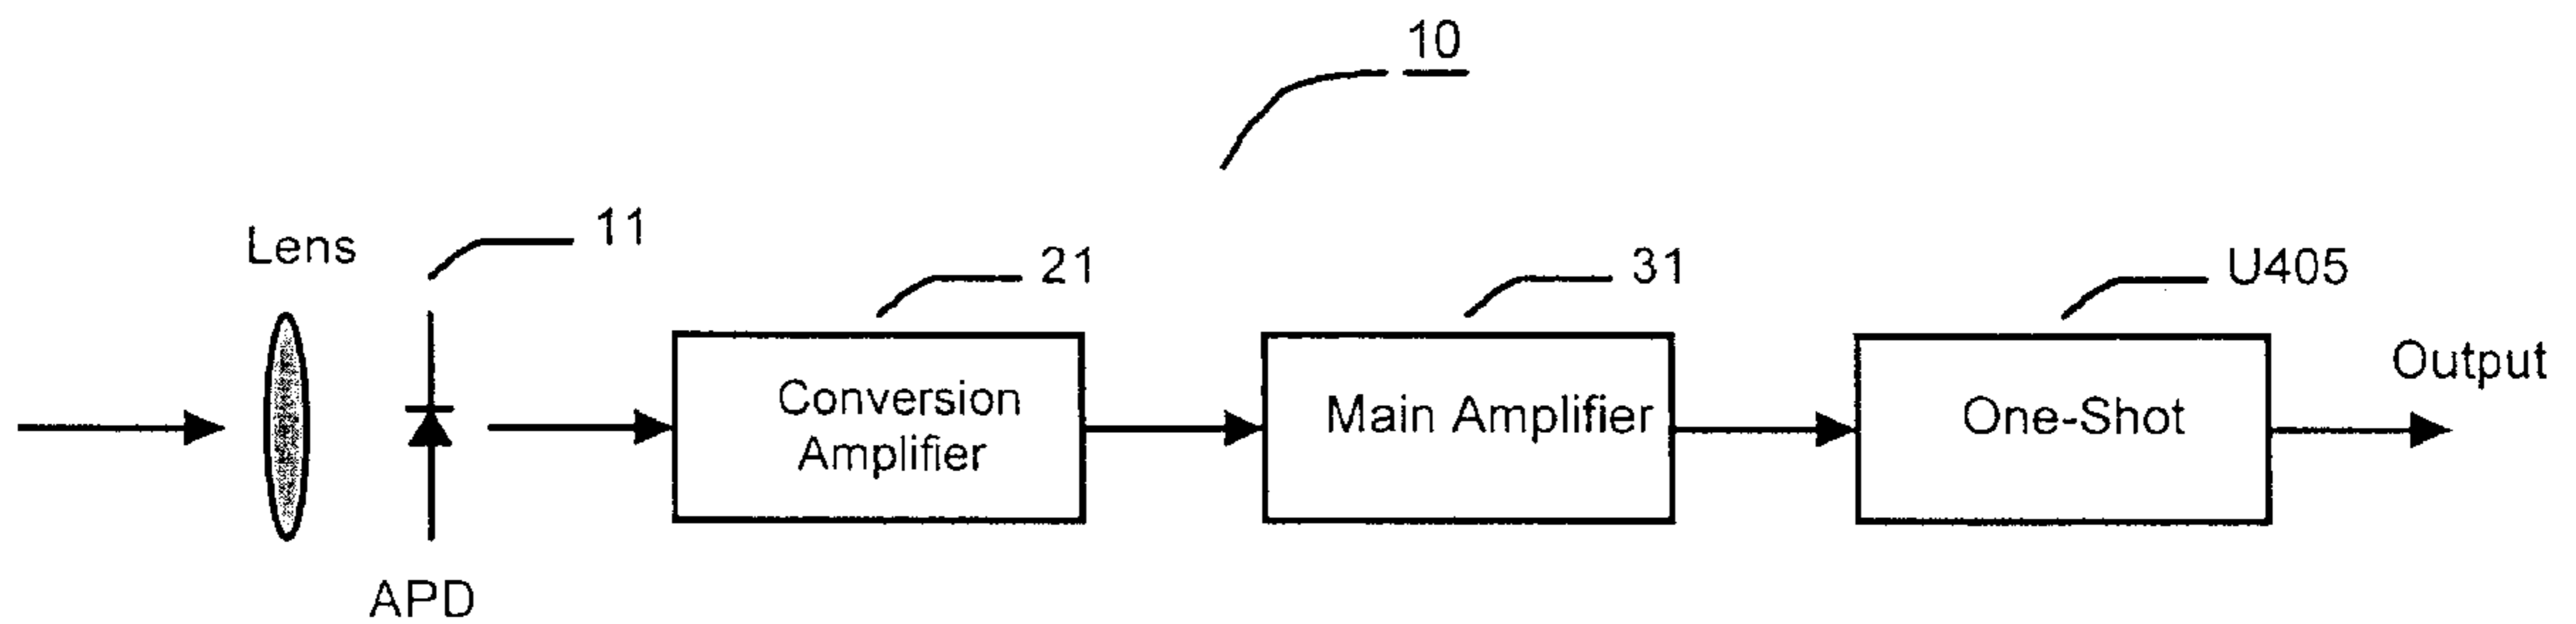 10
Lens
11
21
31
U405
Conversion
Amplifier
Main Amplifier
One-Shot
Output
APD